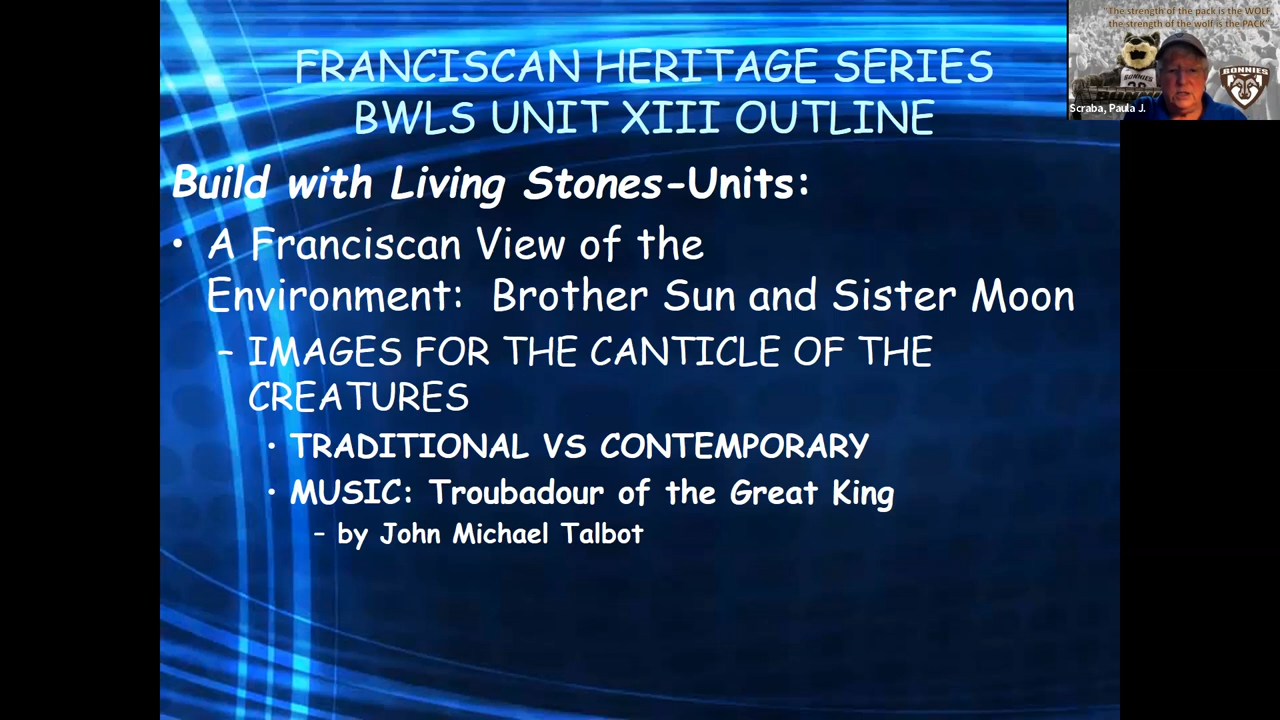 FRANCISCAN HERITAGE SERIES
BWLS UNIT XIII OUTLINE
Build with Living Stones-Units:
• A Franciscan View of the
Environment: Brother Sun and Sister Moon
– IMAGES FOR THE CANTICLE OF THE
CREATURES
• TRADITIONAL VS CONTEMPORARY
• MUSIC: Troubadour of the Great King
– by John Michael Talbot
"The strength of the pack is the WOLF,
the strength of the wolf is the PACK"
BONNIES
BONNIES
Scraba, Paula J.